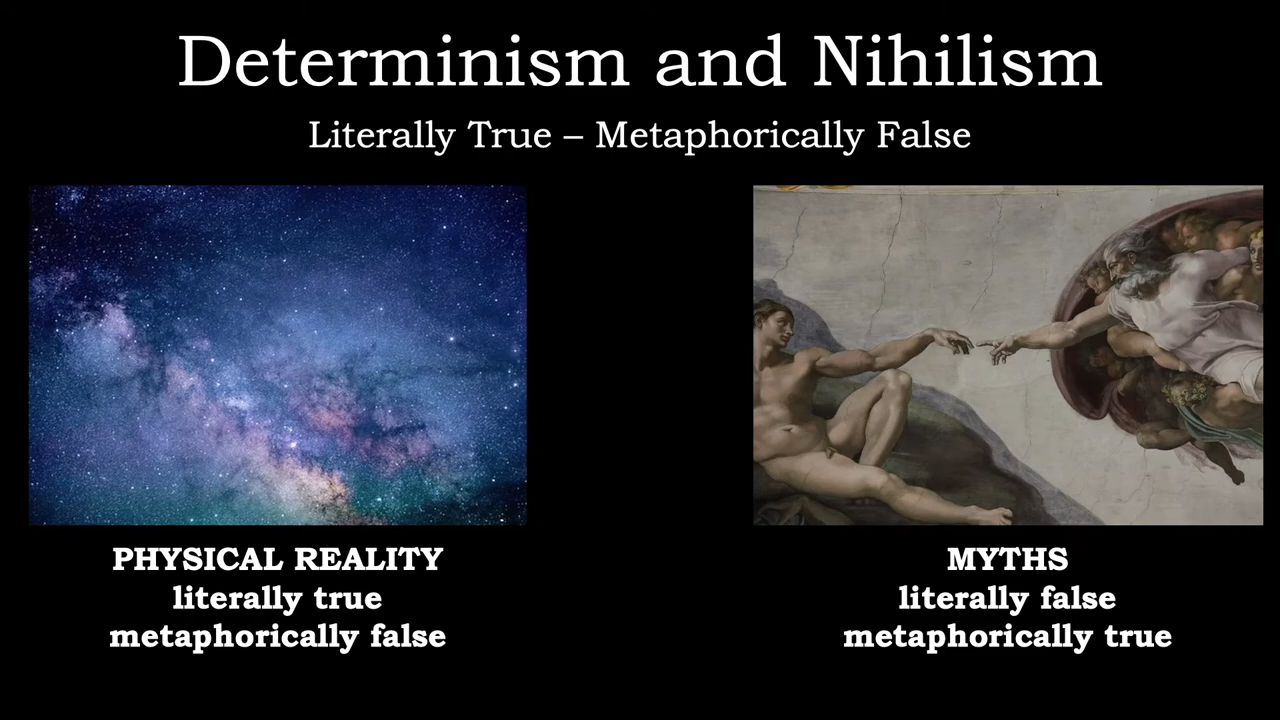 Determinism and Nihilism
Literally True – Metaphorically False
PHYSICAL REALITY
literally true
metaphorically false
MYTHS
literally false
metaphorically true